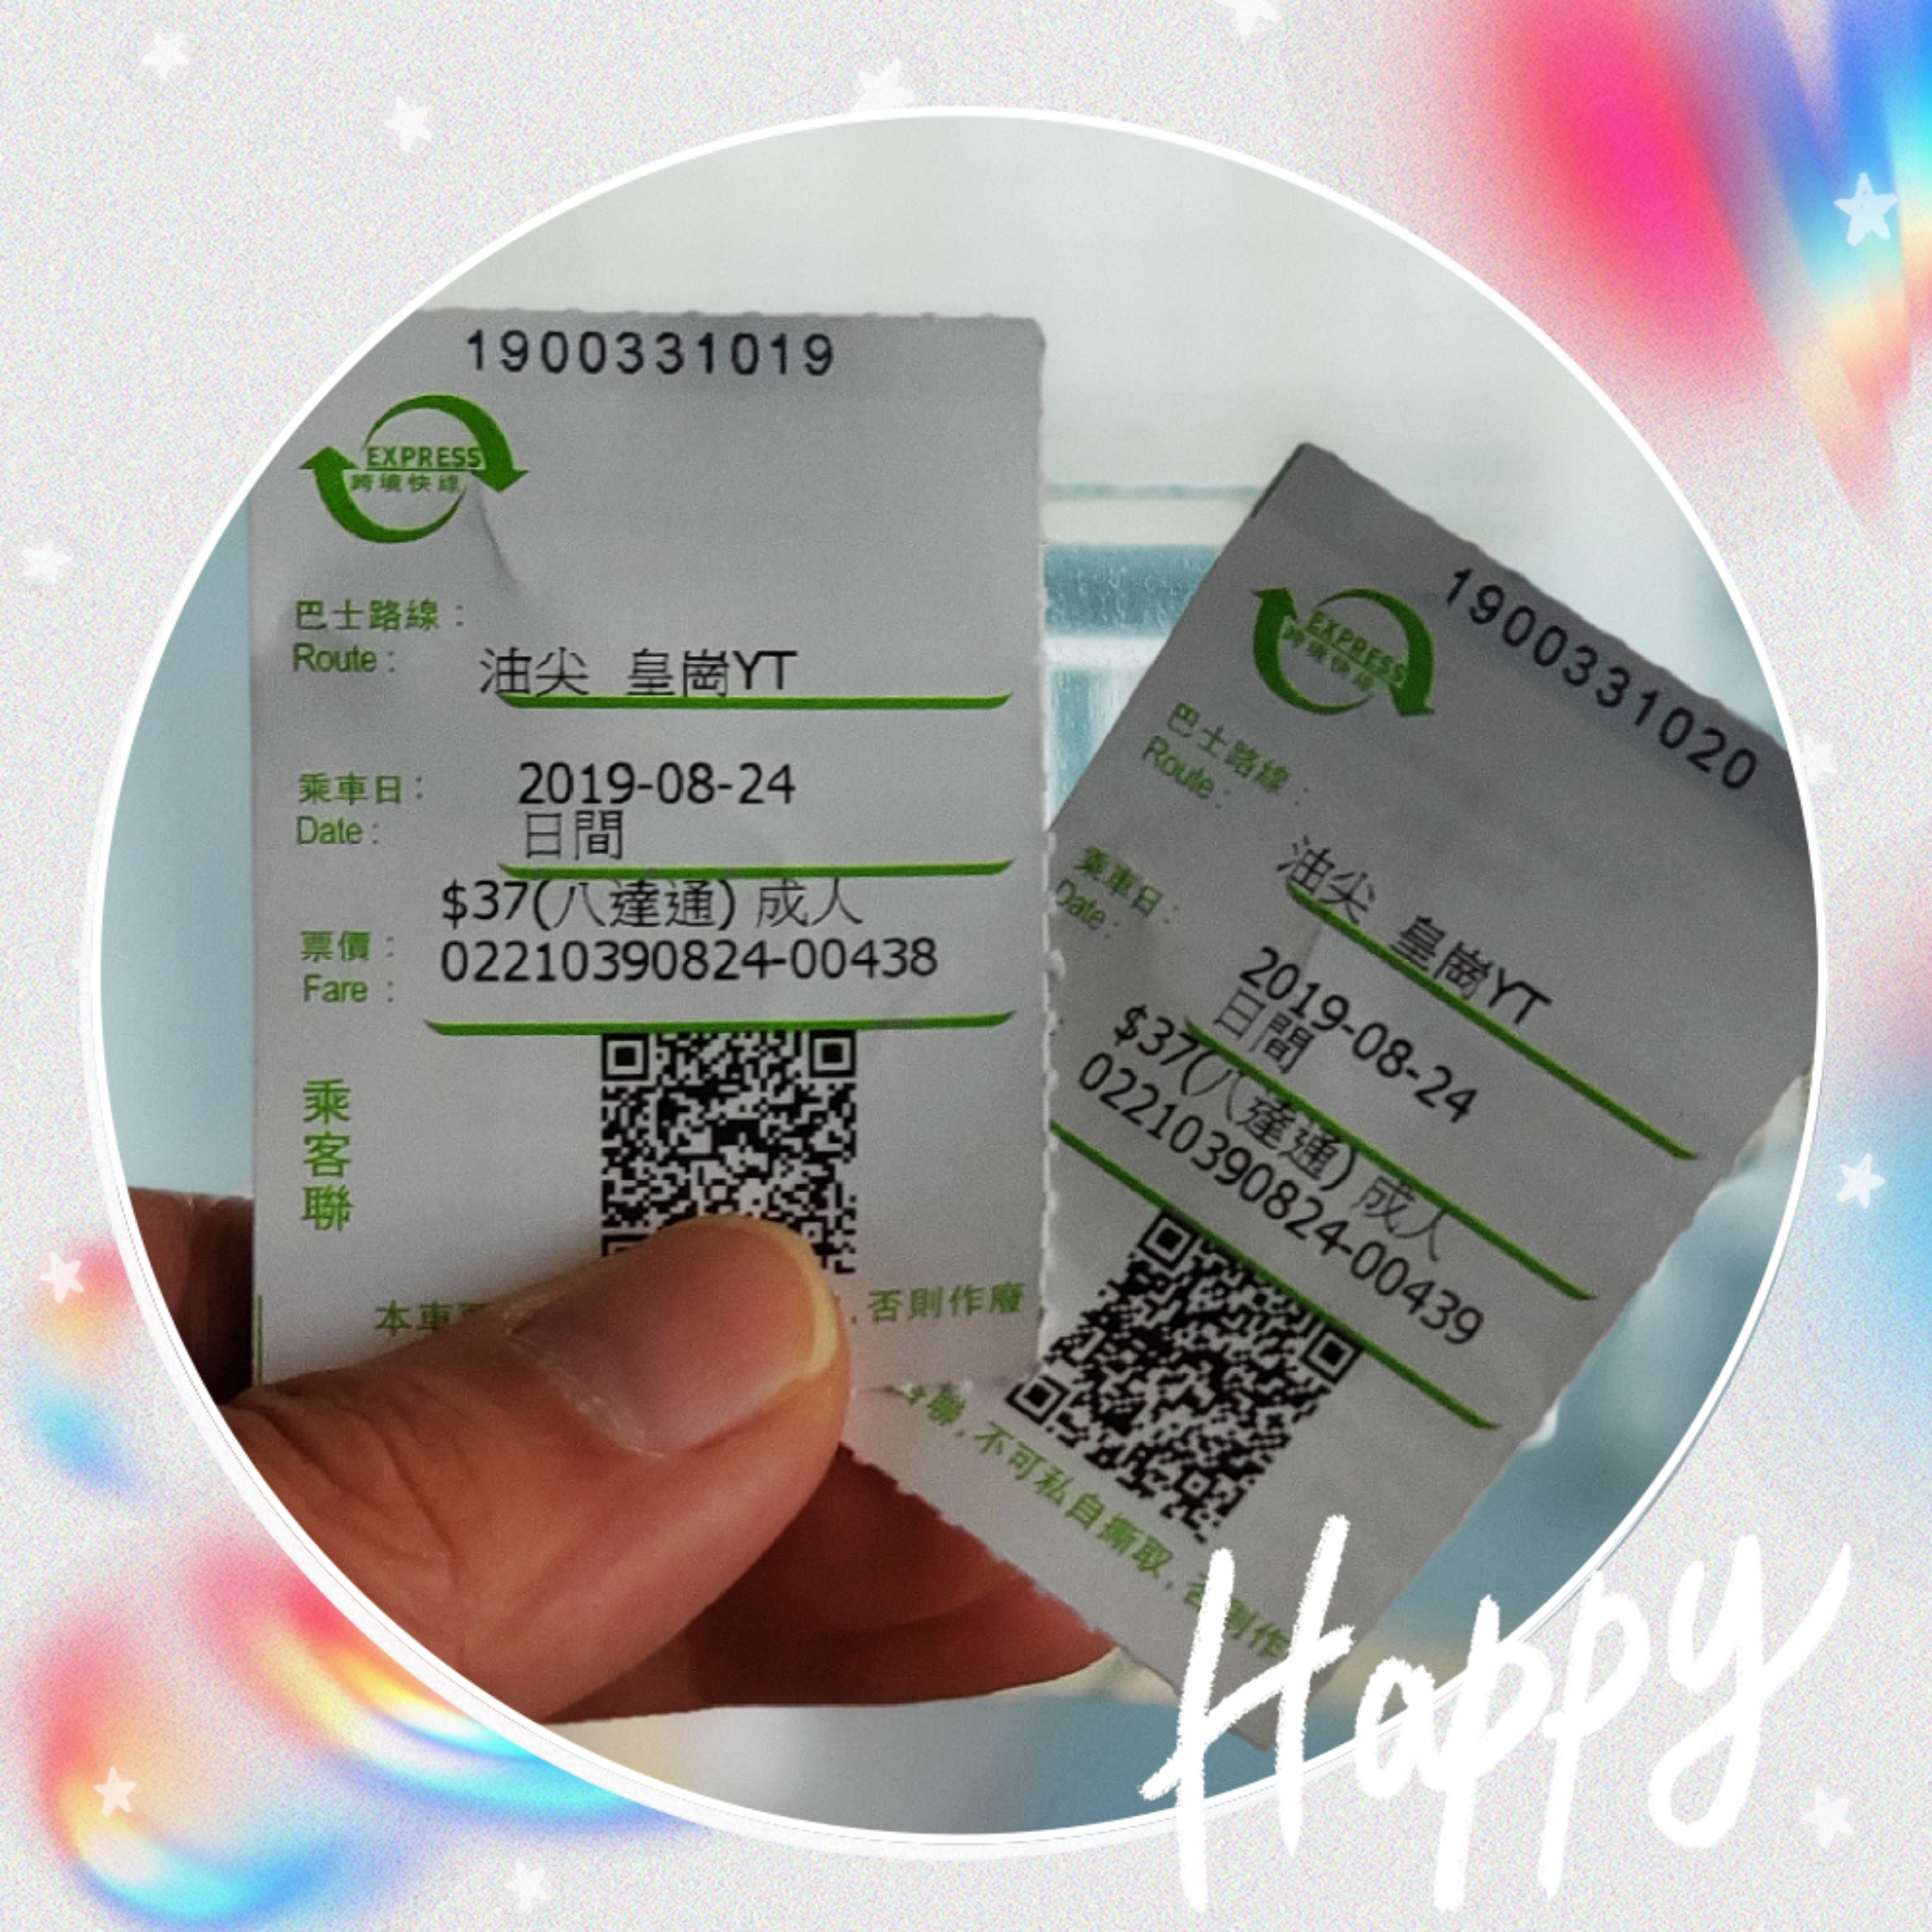 1900331019
EXPRESS
跨境快線
巴士路線 :
Route :
油尖 皇崗YT
乘車日 :
Date :
2019-08-24
日間
票價 :
Fare :
$37(八達通) 成人
02210390824-00438
乘客聯
本車
, 否則作廢
1900331020
EXPRESS
跨境快線
巴士路線 :
Route :
油尖 皇崗YT
乘車日 :
Date :
2019-08-24
日間
$37(八達通) 成人
02210390824-00439
聯, 不可私自撕取, 否則作
Happy